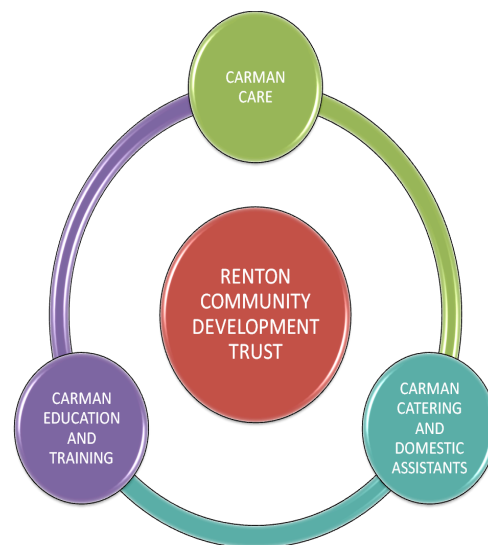 CARMAN
CARE
RENTON
COMMUNITY
DEVELOPMENT
TRUST
CARMAN
EDUCATION
AND
TRAINING
CARMAN
CATERING
AND
DOMESTIC
ASSISTANTS